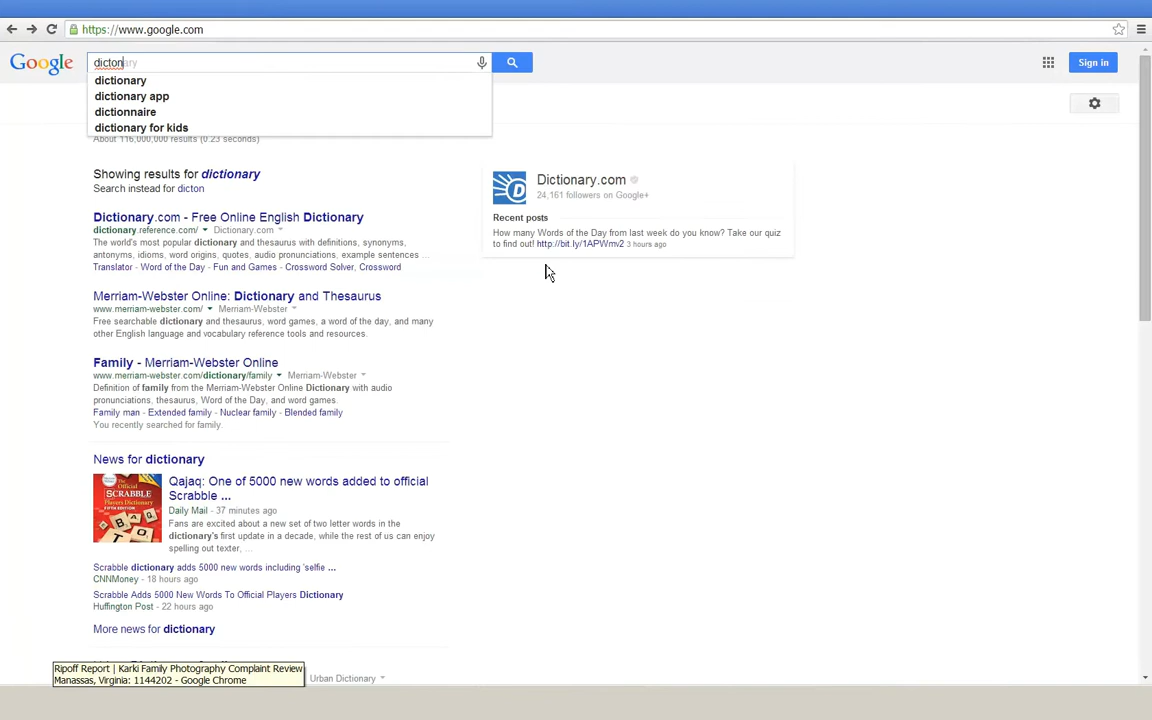 https://www.google.com
Google
dictonary
Sign in
dictionary
dictionary app
dictionnaire
dictionary for kids
About 116,000,000 results (0.23 seconds)
Showing results for dictionary
Search instead for dicton
Dictionary.com - Free Online English Dictionary
dictionary.reference.com/ Dictionary.com
The world's most popular dictionary and thesaurus with definitions, synonyms,
antonyms, idioms, word origins, quotes, audio pronunciations, example sentences ...
Translator - Word of the Day - Fun and Games - Crossword Solver, Crossword
Merriam-Webster Online: Dictionary and Thesaurus
www.merriam-webster.com/ Merriam-Webster
Free searchable dictionary and thesaurus, word games, a word of the day, and many
other English language and vocabulary reference tools and resources.
Family - Merriam-Webster Online
www.merriam-webster.com/dictionary/family Merriam-Webster
Definition of family from the Merriam-Webster Online Dictionary with audio
pronunciations, thesaurus, Word of the Day, and word games.
Family man - Extended family - Nuclear family - Blended family
You recently searched for family.
News for dictionary
The Official
SCRABBLE
Players Dictionary
FIFTH EDITION
Qajaq: One of 5000 new words added to official
Scrabble ...
Daily Mail - 37 minutes ago
Fans are excited about a new set of two letter words in the
dictionary's first update in a decade, while the rest of us can enjoy
spelling out texter, ...
Scrabble dictionary adds 5000 new words including 'selfie ...
CNNMoney - 18 hours ago
Scrabble Adds 5000 New Words To Official Players Dictionary
Huffington Post - 22 hours ago
More news for dictionary
Urban Dictionary
Ripoff Report | Karki Family Photography Complaint Review
Manassas, Virginia: 1144202 - Google Chrome
Dictionary.com
24,161 followers on Google+
Recent posts
How many Words of the Day from last week do you know? Take our quiz
to find out! http://bit.ly/1APWmv2 3 hours ago